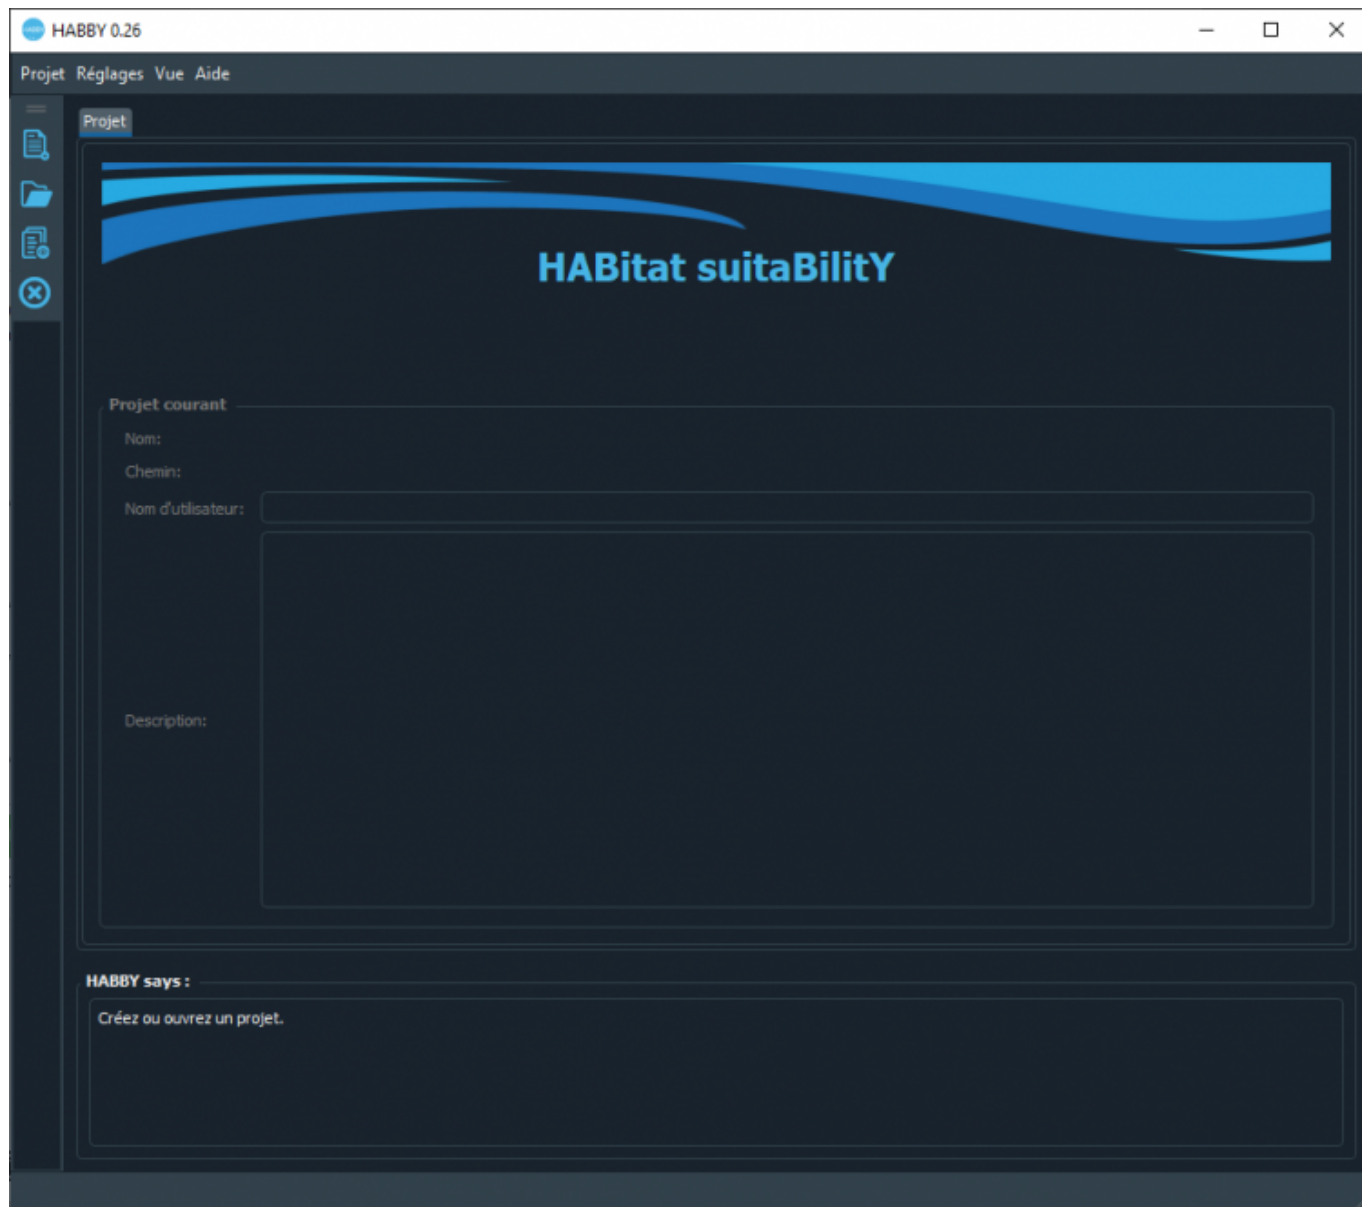 HABBY 0.26
Projet Réglages Vue Aide
Projet
HABitat suitaBilitY
Projet courant
Nom:
Chemin:
Nom d'utilisateur:
Description:
HABBY says :
Créez ou ouvrez un projet.